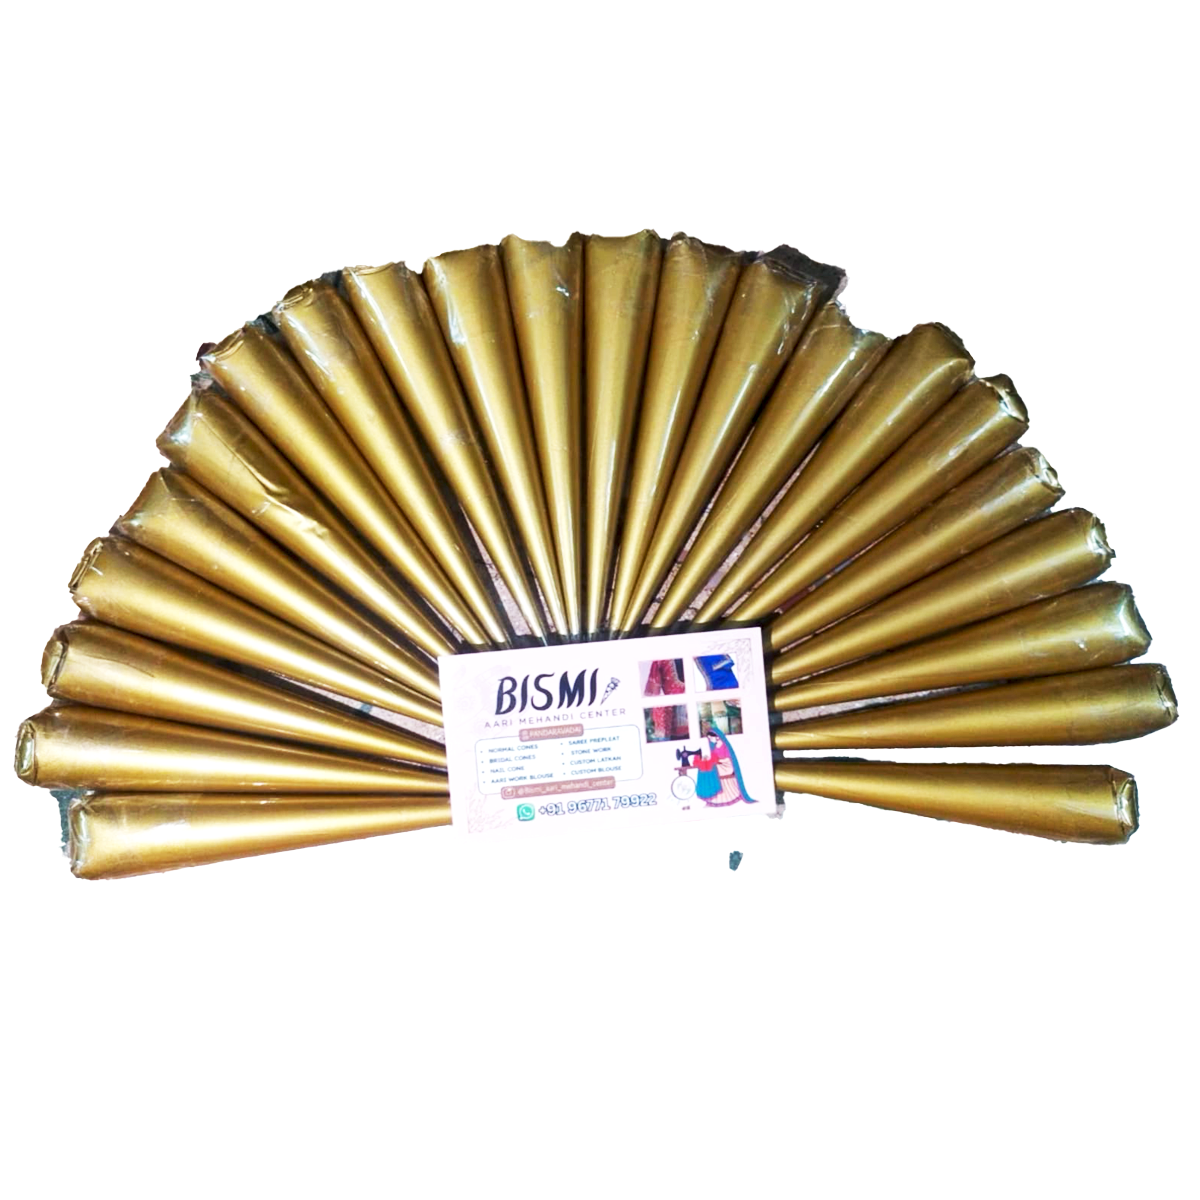 BISMI
AARI MEHANDI CENTER
PANDARAVADAI
• NORMAL CONES
• BRIDAL CONES
• NAIL CONE
• AARI WORK BLOUSE
• SAREE PREPLEAT
• STONE WORK
• CUSTOM LATKAN
• CUSTOM BLOUSE
@Bismi_aari_mehandi_center
+91 96771 79922